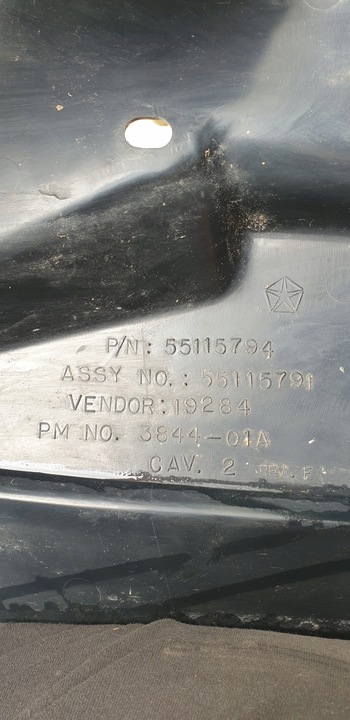 P/N: 55115794
ASSY NO.: 55115791
VENDOR: 19284
PM NO. 3844-01A
CAV. 2